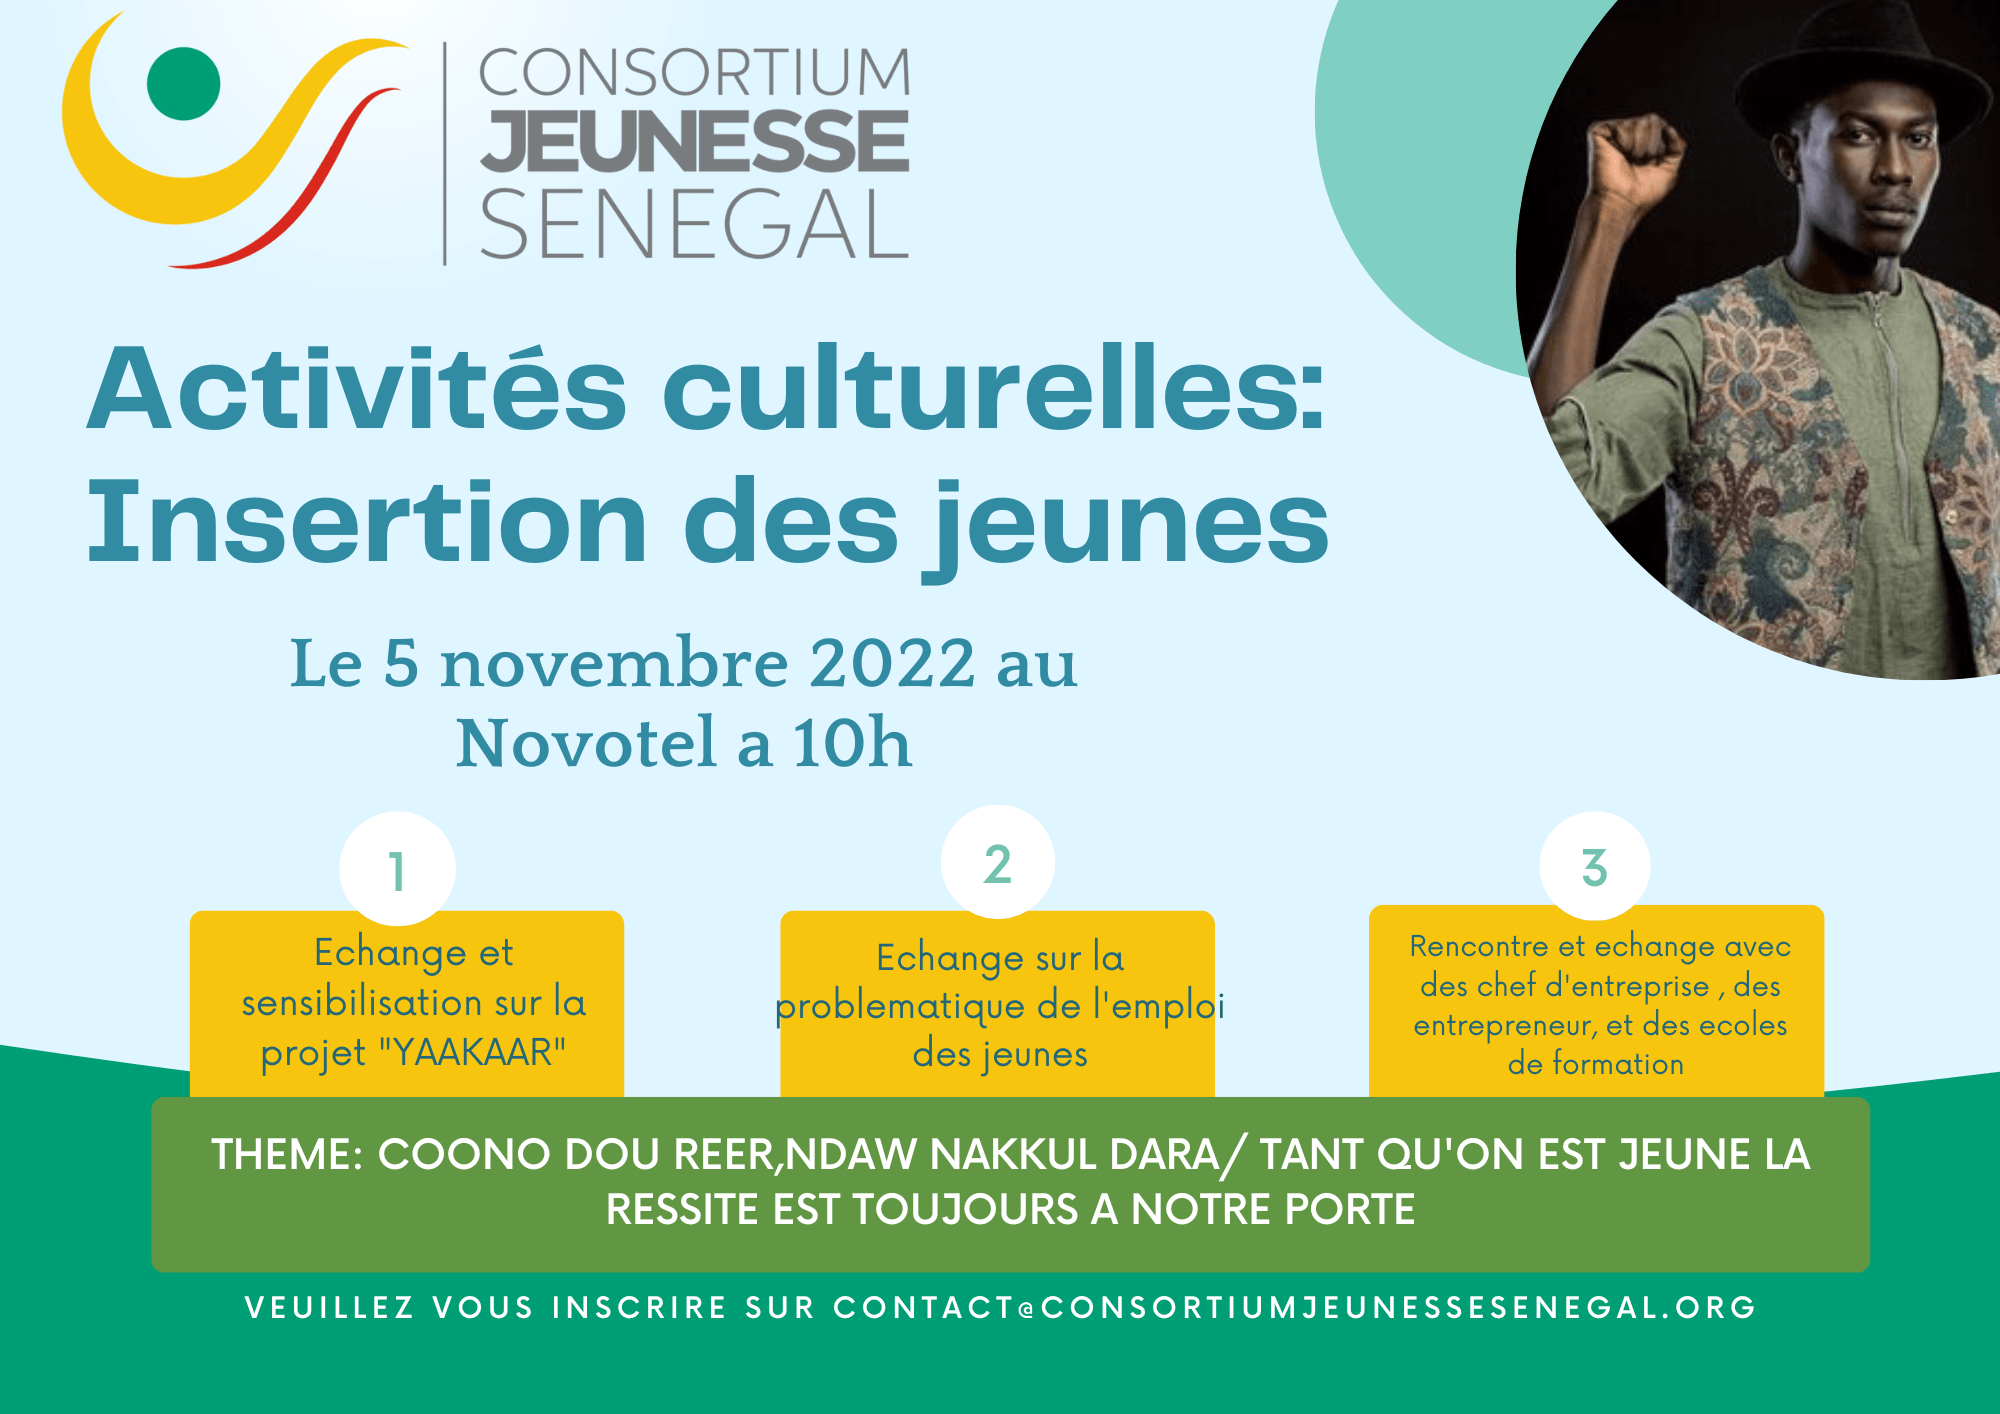 CONSORTIUM
JEUNESSE
SENEGAL
Activités culturelles:
Insertion des jeunes
Le 5 novembre 2022 au
Novotel a 10h
1
Echange et
sensibilisation sur la
projet "YAAKAAR"
2
Echange sur la
problematique de l'emploi
des jeunes
3
Rencontre et echange avec
des chef d'entreprise , des
entrepreneur, et des ecoles
de formation
THEME: COONO DOU REER,NDAW NAKKUL DARA/ TANT QU'ON EST JEUNE LA
RESSITE EST TOUJOURS A NOTRE PORTE
VEUILLEZ VOUS INSCRIRE SUR CONTACT@CONSORTIUMJEUNESSESENEGAL.ORG